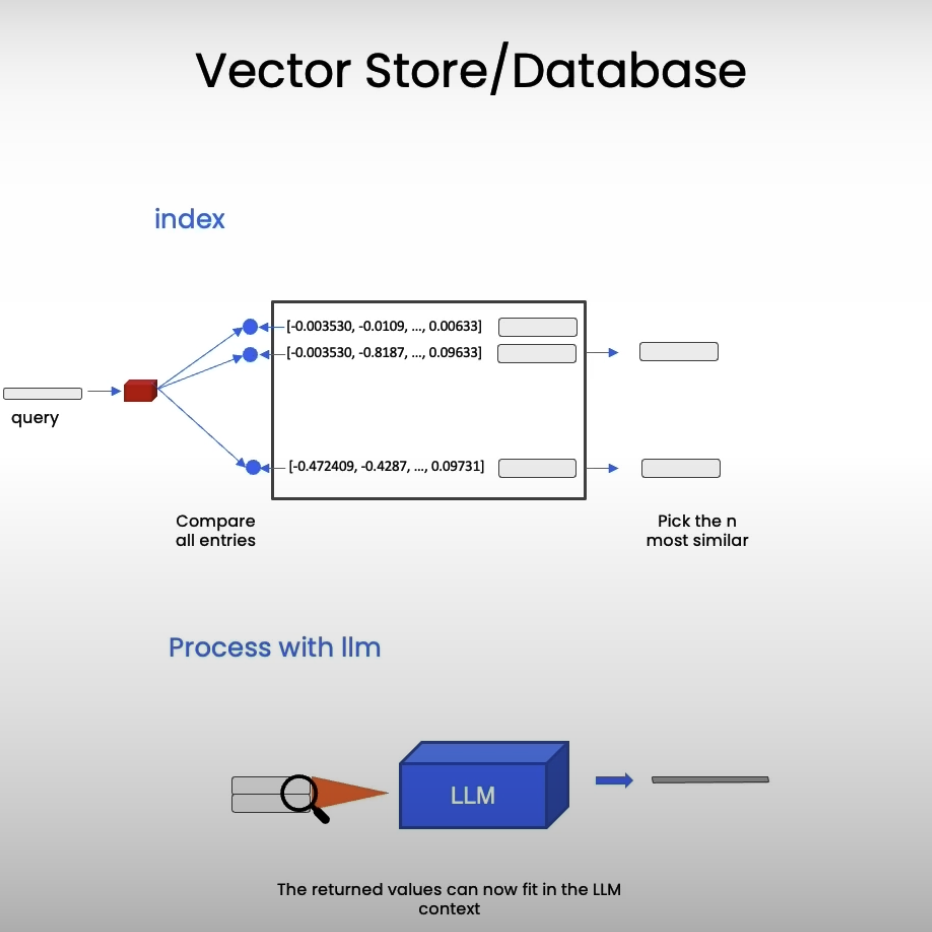 Vector Store/Database
index
[-0.003530, -0.0109, ..., 0.00633]
[-0.003530, -0.8187, ..., 0.09633]
query
[-0.472409, -0.4287, ..., 0.09731]
Compare
all entries
Pick the n
most similar
Process with llm
LLM
The returned values can now fit in the LLM
context